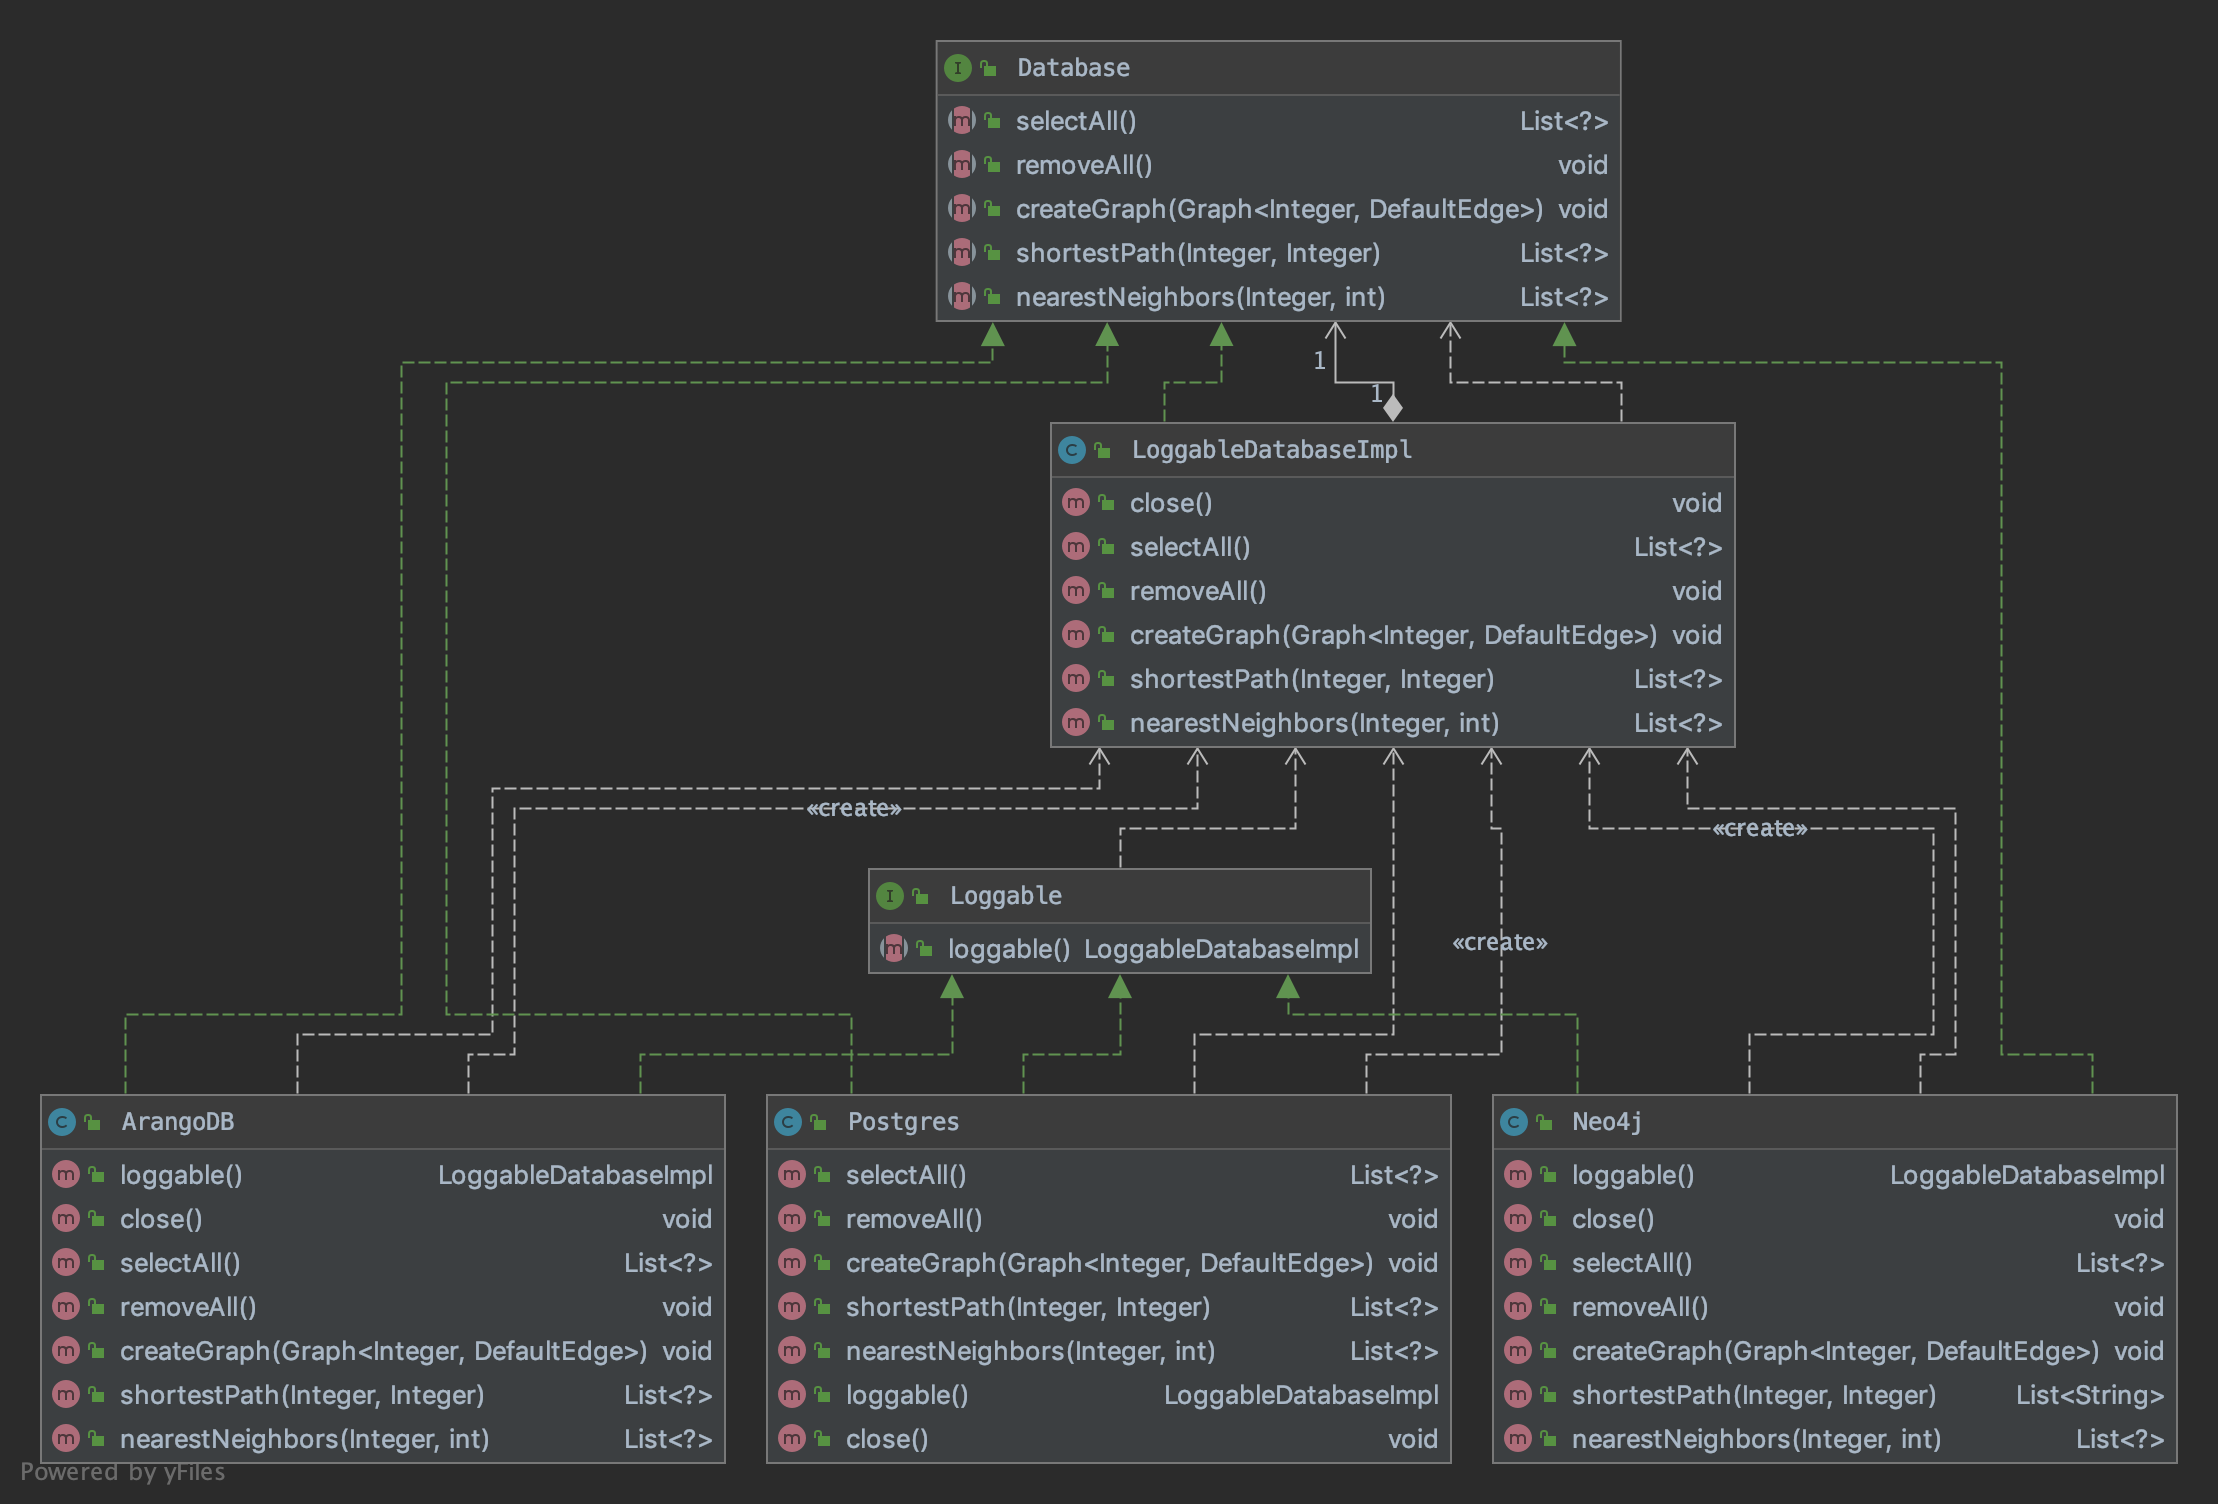 Database
selectAll() List<?>
removeAll() void
createGraph(Graph<Integer, DefaultEdge>) void
shortestPath(Integer, Integer) List<?>
nearestNeighbors(Integer, int) List<?>
1
1
LoggableDatabaseImpl
close() void
selectAll() List<?>
removeAll() void
createGraph(Graph<Integer, DefaultEdge>) void
shortestPath(Integer, Integer) List<?>
nearestNeighbors(Integer, int) List<?>
«create»
«create»
Loggable
loggable() LoggableDatabaseImpl
«create»
ArangoDB
loggable() LoggableDatabaseImpl
close() void
selectAll() List<?>
removeAll() void
createGraph(Graph<Integer, DefaultEdge>) void
shortestPath(Integer, Integer) List<?>
nearestNeighbors(Integer, int) List<?>
Postgres
selectAll() List<?>
removeAll() void
createGraph(Graph<Integer, DefaultEdge>) void
shortestPath(Integer, Integer) List<?>
nearestNeighbors(Integer, int) List<?>
loggable() LoggableDatabaseImpl
close() void
Neo4j
loggable() LoggableDatabaseImpl
close() void
selectAll() List<?>
removeAll() void
createGraph(Graph<Integer, DefaultEdge>) void
shortestPath(Integer, Integer) List<String>
nearestNeighbors(Integer, int) List<?>
Powered by yFiles